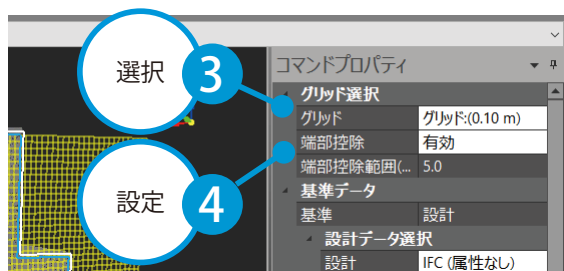 選択 3
コマンドプロパティ
グリッド選択
グリッド グリッド:(0.10 m)
端部控除 有効
端部控除範囲(... 5.0
設定 4
基準データ
基準 設計
設計データ選択
設計 IFC (属性なし)